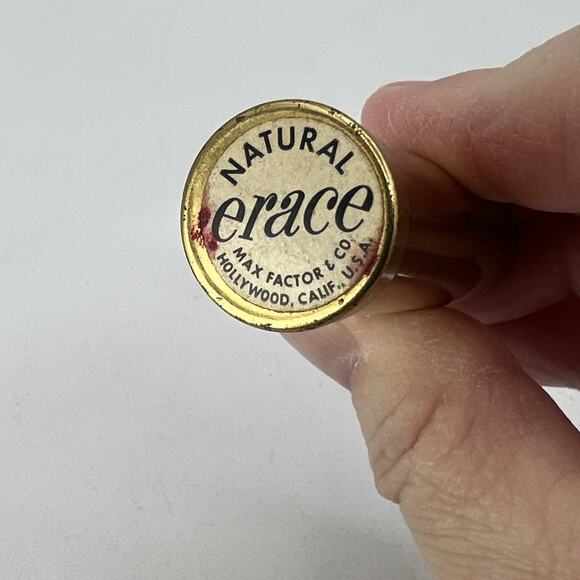 NATURAL
erace
MAX FACTOR & CO.
HOLLYWOOD, CALIF., U.S.A.